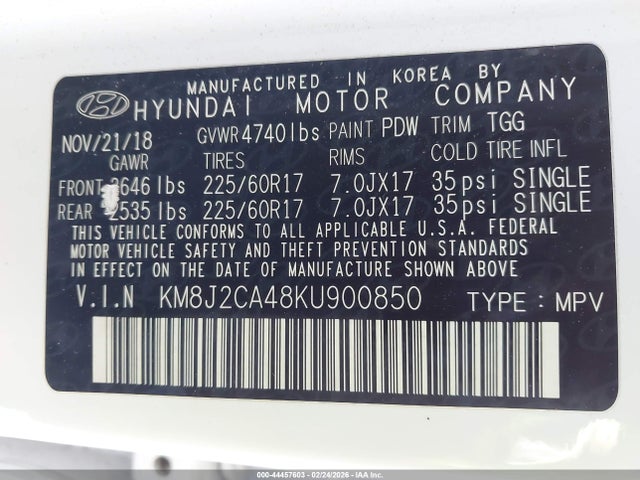 MANUFACTURED IN KOREA BY
HYUNDAI MOTOR COMPANY
NOV/21/18 GVWR 4740lbs PAINT PDW TRIM TGG
GAWR TIRES RIMS COLD TIRE INFL
FRONT 2646 lbs 225/60R17 7.0JX17 35psi SINGLE
REAR 2535 lbs 225/60R17 7.0JX17 35psi SINGLE
THIS VEHICLE CONFORMS TO ALL APPLICABLE U.S.A. FEDERAL
MOTOR VEHICLE SAFETY AND THEFT PREVENTION STANDARDS
IN EFFECT ON THE DATE OF MANUFACTURE SHOWN ABOVE.
V.I.N KM8J2CA48KU900850 TYPE : MPV
000-44457603 - 02/24/2026 - IAA Inc.